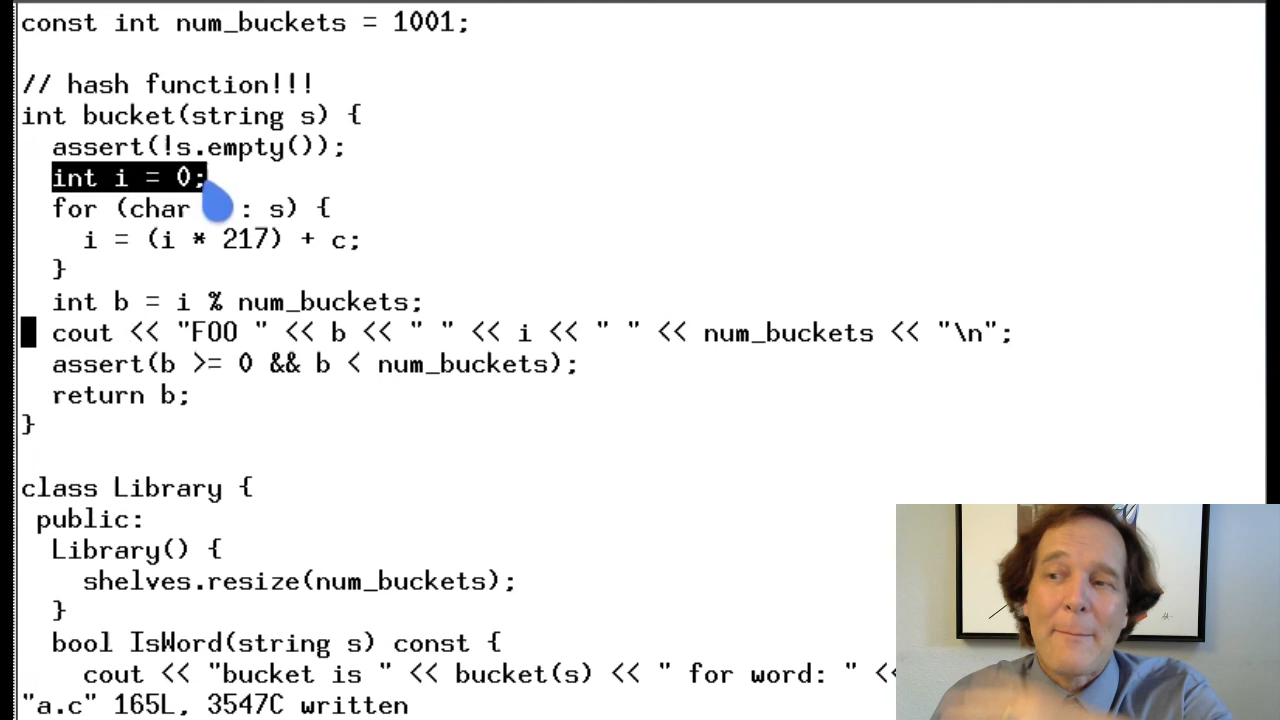 const int num_buckets = 1001;
// hash function!!!
int bucket(string s) {
  assert(!s.empty());
  int i = 0;
  for (char : s) {
    i = (i * 217) + c;
  }
  int b = i % num_buckets;
  cout << "FOO " << b << " " << i << " " << num_buckets << "\n";
  assert(b >= 0 && b < num_buckets);
  return b;
}
class Library {
 public:
  Library() {
    shelves.resize(num_buckets);
  }
  bool IsWord(string s) const {
    cout << "bucket is " << bucket(s) << " for word: " <<
"a.c" 165L, 3547C written